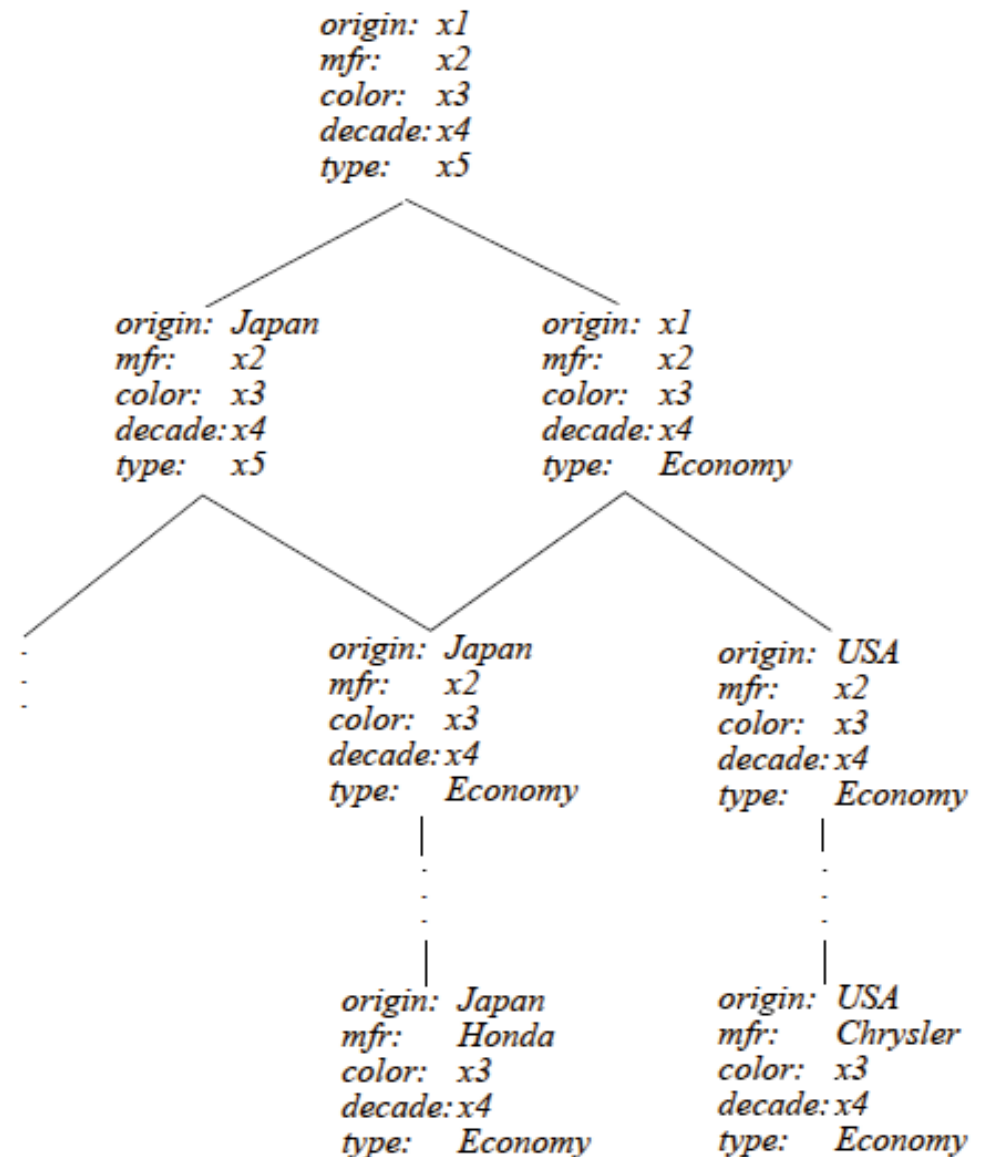 origin: x1
mfr: x2
color: x3
decade: x4
type: x5
origin: Japan
mfr: x2
color: x3
decade: x4
type: x5
origin: x1
mfr: x2
color: x3
decade: x4
type: Economy
origin: Japan
mfr: x2
color: x3
decade: x4
type: Economy
origin: USA
mfr: x2
color: x3
decade: x4
type: Economy
origin: Japan
mfr: Honda
color: x3
decade: x4
type: Economy
origin: USA
mfr: Chrysler
color: x3
decade: x4
type: Economy